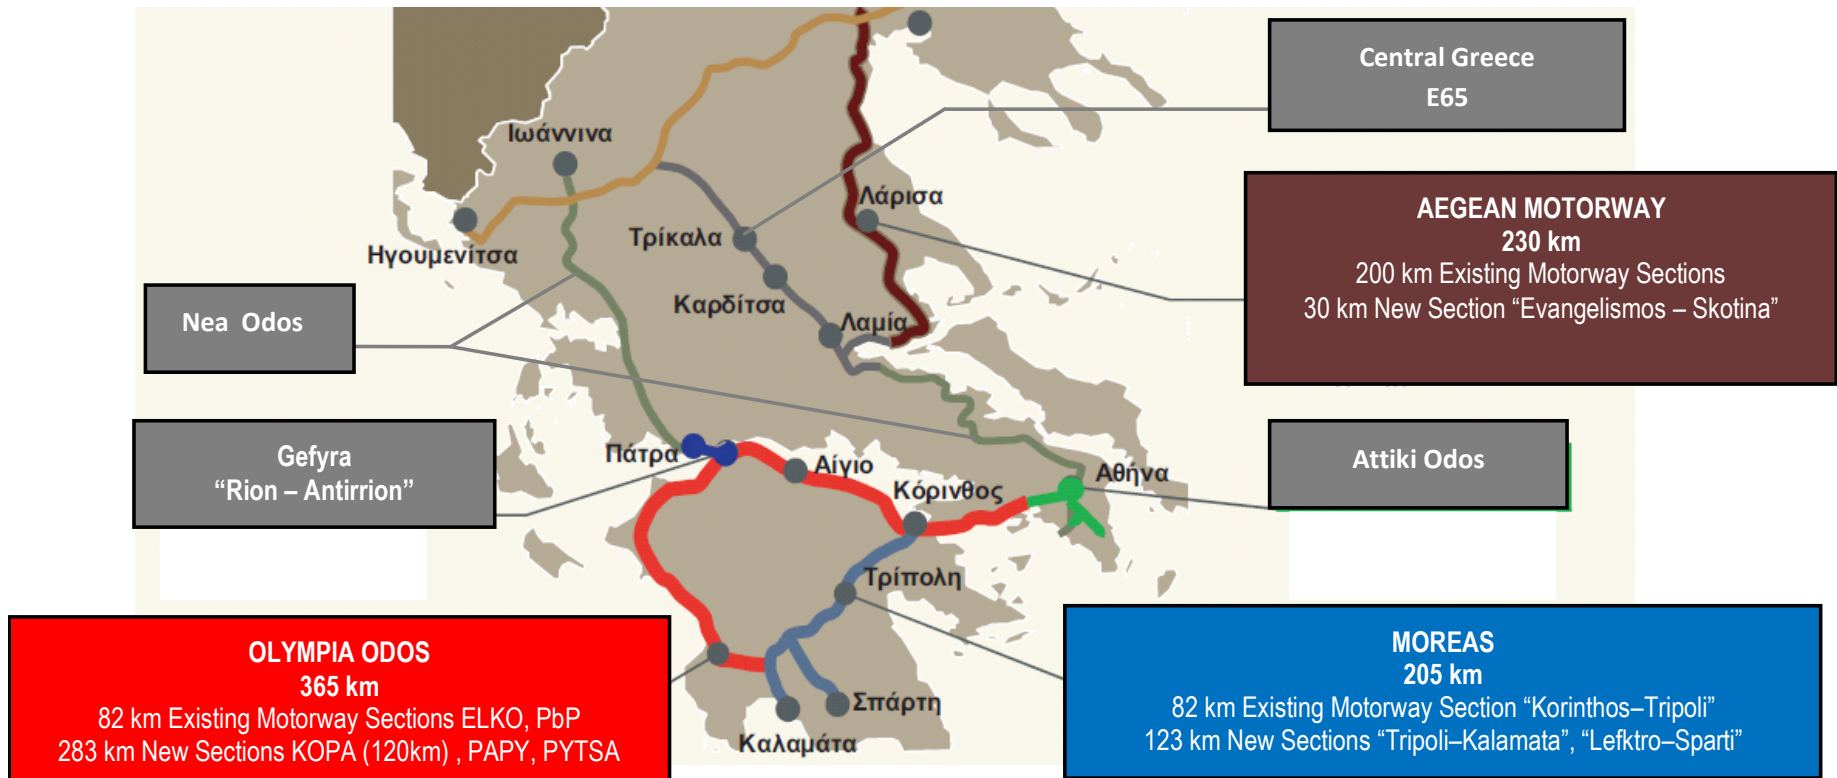 Central Greece
E65
Ιωάννινα
AEGEAN MOTORWAY
230 km
200 km Existing Motorway Sections
30 km New Section “Evangelismos – Skotina”
Λάρισα
Τρίκαλα
Ηγουμενίτσα
Καρδίτσα
Nea Odos
Λαμία
Gefyra
“Rion – Antirrion”
Πάτρα
Αίγιο
Αθήνα
Attiki Odos
Κόρινθος
Τρίπολη
OLYMPIA ODOS
365 km
82 km Existing Motorway Sections ELKO, PbP
283 km New Sections KOPA (120km) , PAPY, PYTSA
MOREAS
205 km
82 km Existing Motorway Section “Korinthos–Tripoli”
123 km New Sections “Tripoli–Kalamata”, “Lefktro–Sparti”
Σπάρτη
Καλαμάτα